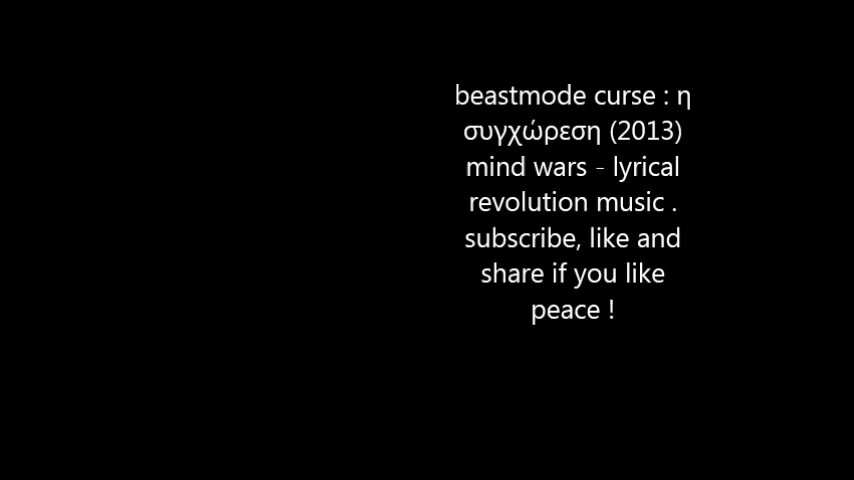 beastmode curse : η
συγχώρεση (2013)
mind wars - lyrical
revolution music .
subscribe, like and
share if you like
peace !